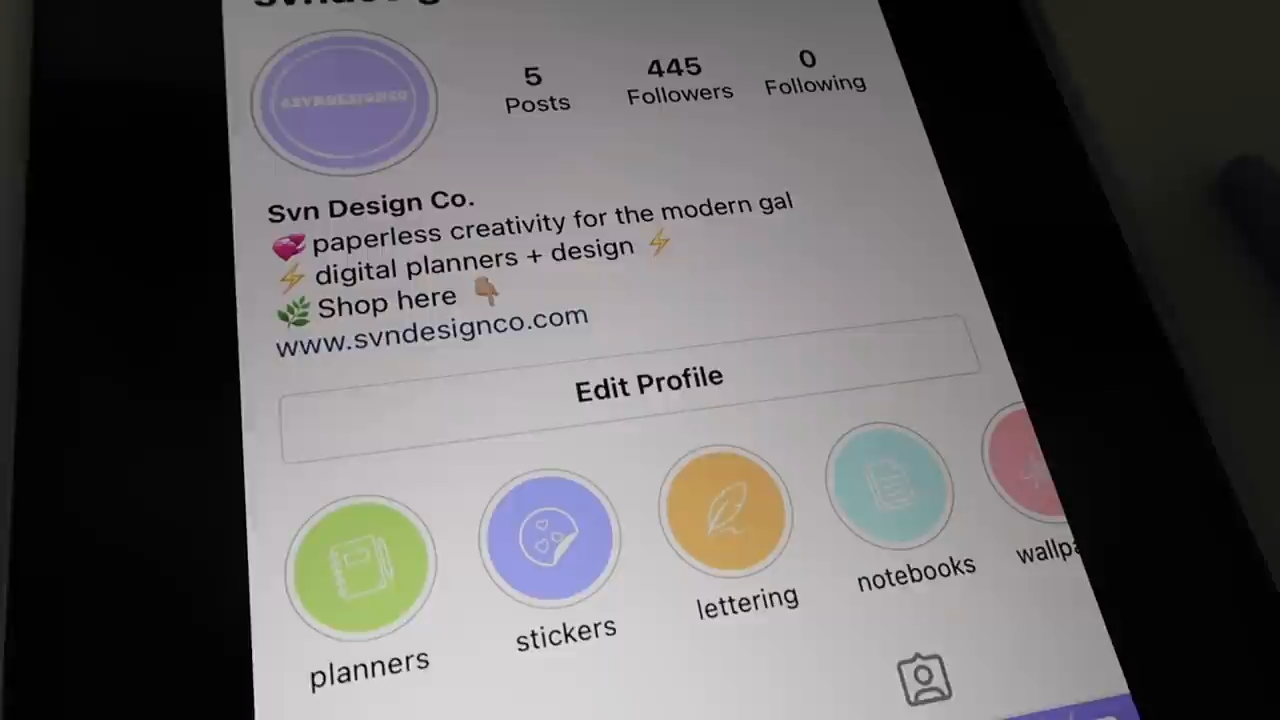 5 445 0
Posts Followers Following
Svn Design Co.
paperless creativity for the modern gal
digital planners + design
Shop here
www.svndesignco.com
Edit Profile
planners stickers lettering notebooks